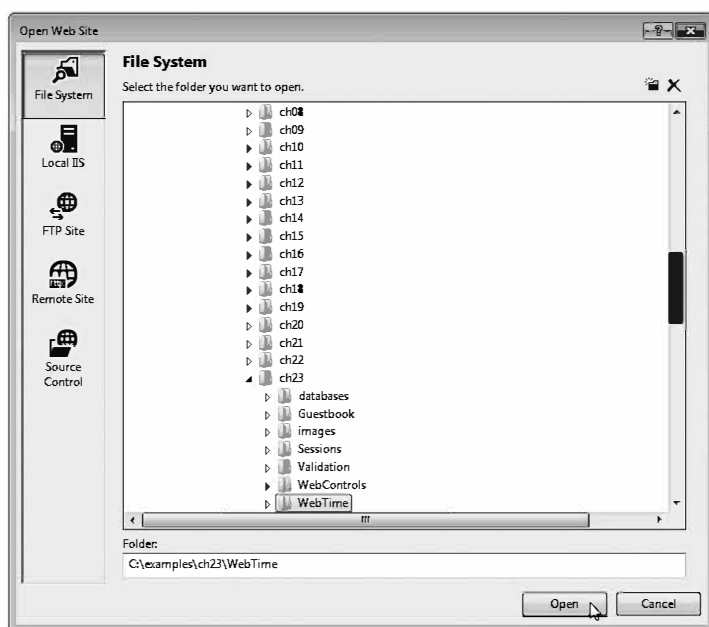 Open Web Site
File System
Select the folder you want to open.
File System
Local IIS
FTP Site
Remote Site
Source
Control
ch08
ch09
ch10
ch11
ch12
ch13
ch14
ch15
ch16
ch17
ch18
ch19
ch20
ch21
ch22
ch23
databases
Guestbook
images
Sessions
Validation
WebControls
WebTime
Folder:
C:\examples\ch23\WebTime
Open
Cancel